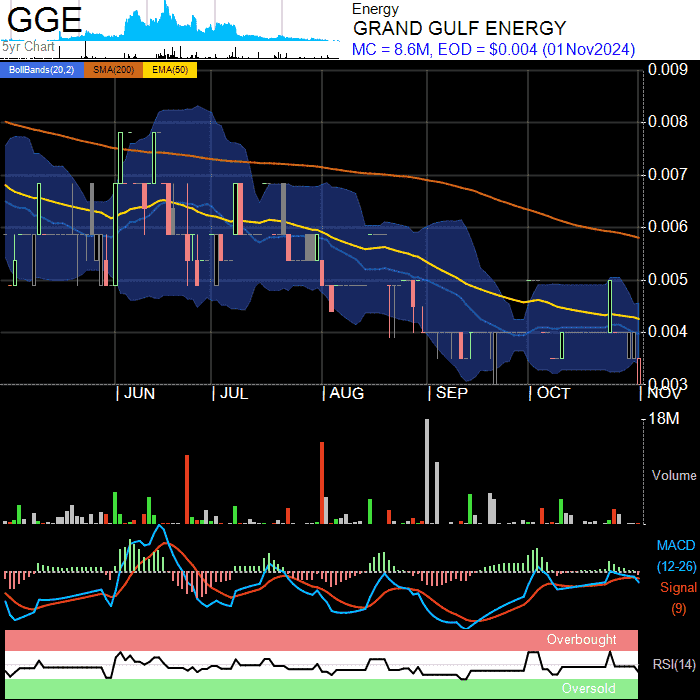 GGE
5yr Chart
Energy
GRAND GULF ENERGY
MC = 8.6M, EOD = $0.004 (01Nov2024)
BollBands(20,2) SMA(200) EMA(50)
0.009
0.008
0.007
0.006
0.005
0.004
0.003
JUN JUL AUG SEP OCT NOV
18M
Volume
MACD
(12-26)
Signal
(9)
Overbought
RSI(14)
Oversold